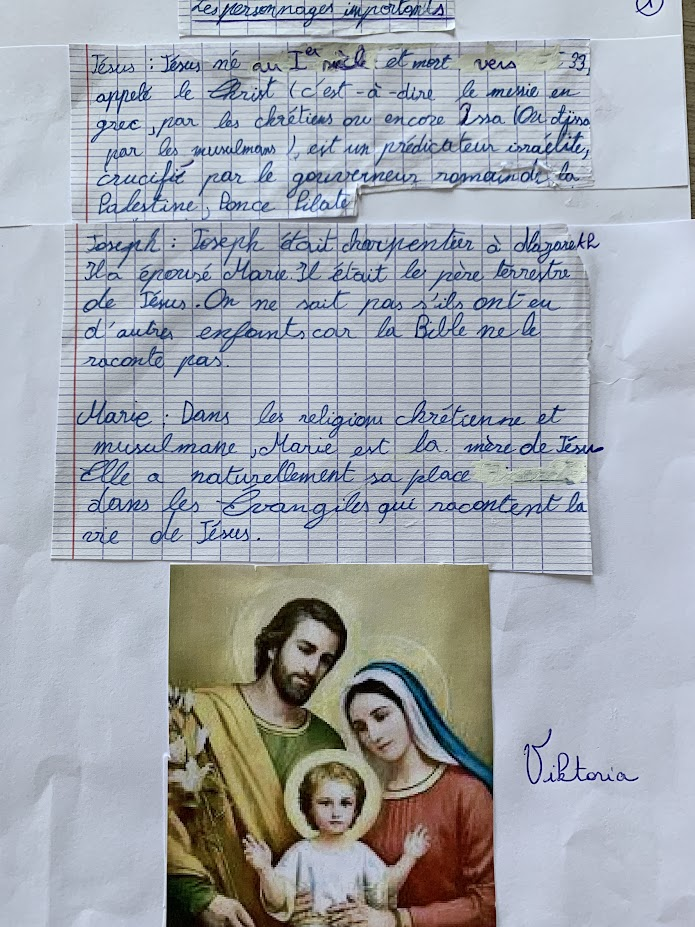 Les personnages importants
1
Jésus : Jésus né au Ier siècle et mort vers 33,
appelé le Christ (c'est-à-dire le messie en
grec, par les chrétiens ou encore Issa (Ou
par les musulmans), est un prédicateur israélite,
crucifié par le gouverneur romain de la
Palestine, Ponce Pilate
Joseph : Joseph était charpentier à Nazareth
Il a épousé Marie. Il était le père terrestre
de Jésus. On ne sait pas s'ils ont eu
d'autres enfants car la Bible ne le
raconte pas.
Marie : Dans les religions chrétienne et
musulmane, Marie est la mère de Jésus
Elle a naturellement sa place
dans les Evangiles qui racontent la
vie de Jésus.
Viktoria